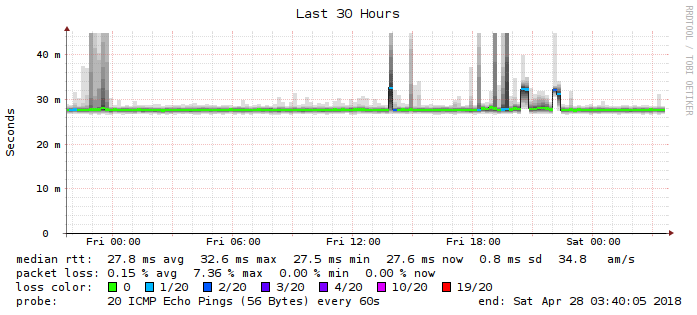 Last 30 Hours
RRDTOOL / TOBI OETIKER
Seconds
40 m
30 m
20 m
10 m
0
Fri 00:00 Fri 06:00 Fri 12:00 Fri 18:00 Sat 00:00
median rtt: 27.8 ms avg 32.6 ms max 27.5 ms min 27.6 ms now 0.8 ms sd 34.8 am/s
packet loss: 0.15 % avg 7.36 % max 0.00 % min 0.00 % now
loss color: 0 1/20 2/20 3/20 4/20 10/20 19/20
probe: 20 ICMP Echo Pings (56 Bytes) every 60s end: Sat Apr 28 03:40:05 2018